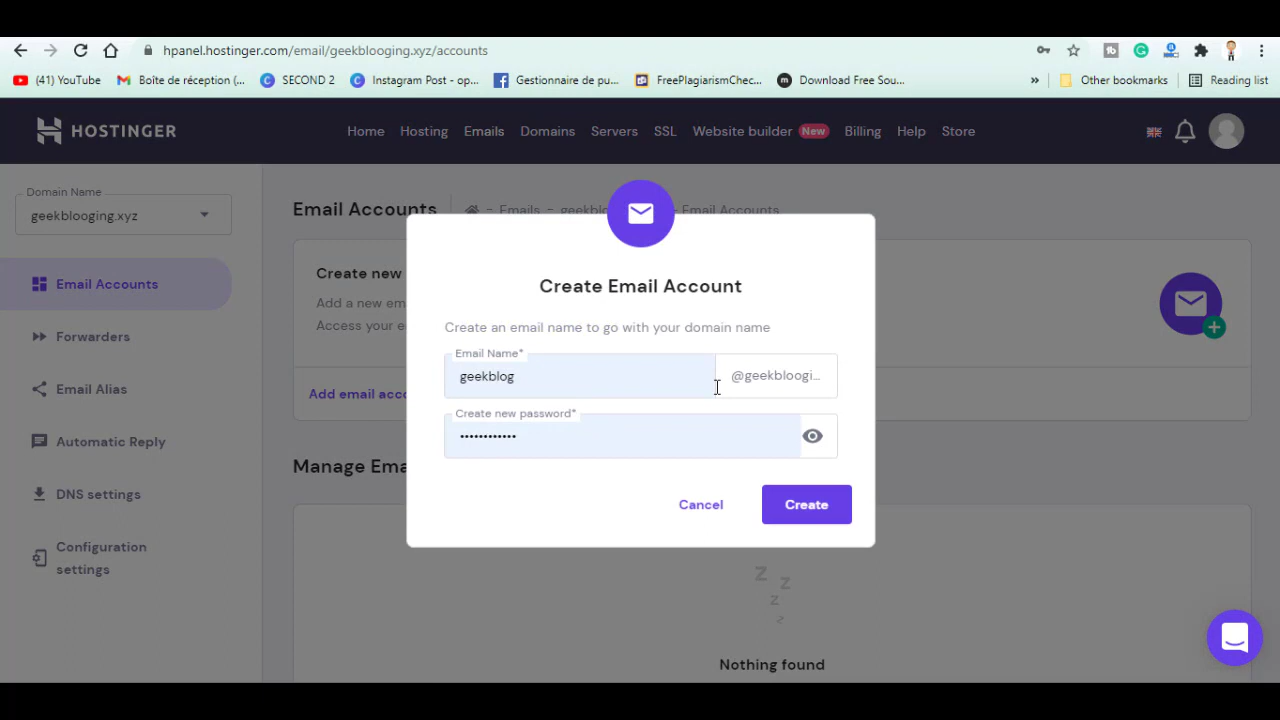 hpanel.hostinger.com/email/geekblooging.xyz/accounts
(41) YouTube
Boîte de réception (...
SECOND 2
Instagram Post - op...
Gestionnaire de pu...
FreePlagiarismChec...
Download Free Sou...
»
Other bookmarks
Reading list
HOSTINGER
Home
Hosting
Emails
Domains
Servers
SSL
Website builder New
Billing
Help
Store
Domain Name
geekblooging.xyz
Email Accounts
Forwarders
Email Alias
Automatic Reply
DNS settings
Configuration
settings
Email Accounts
– Emails –
Email Accounts
Create new
Add a new
Access your
Add email
Create Email Account
Create an email name to go with your domain name
Email Name*
geekblog
@geekbloogi...
Create new password*
••••••••••••
Cancel
Create
Manage
z
z
z
z
Nothing found